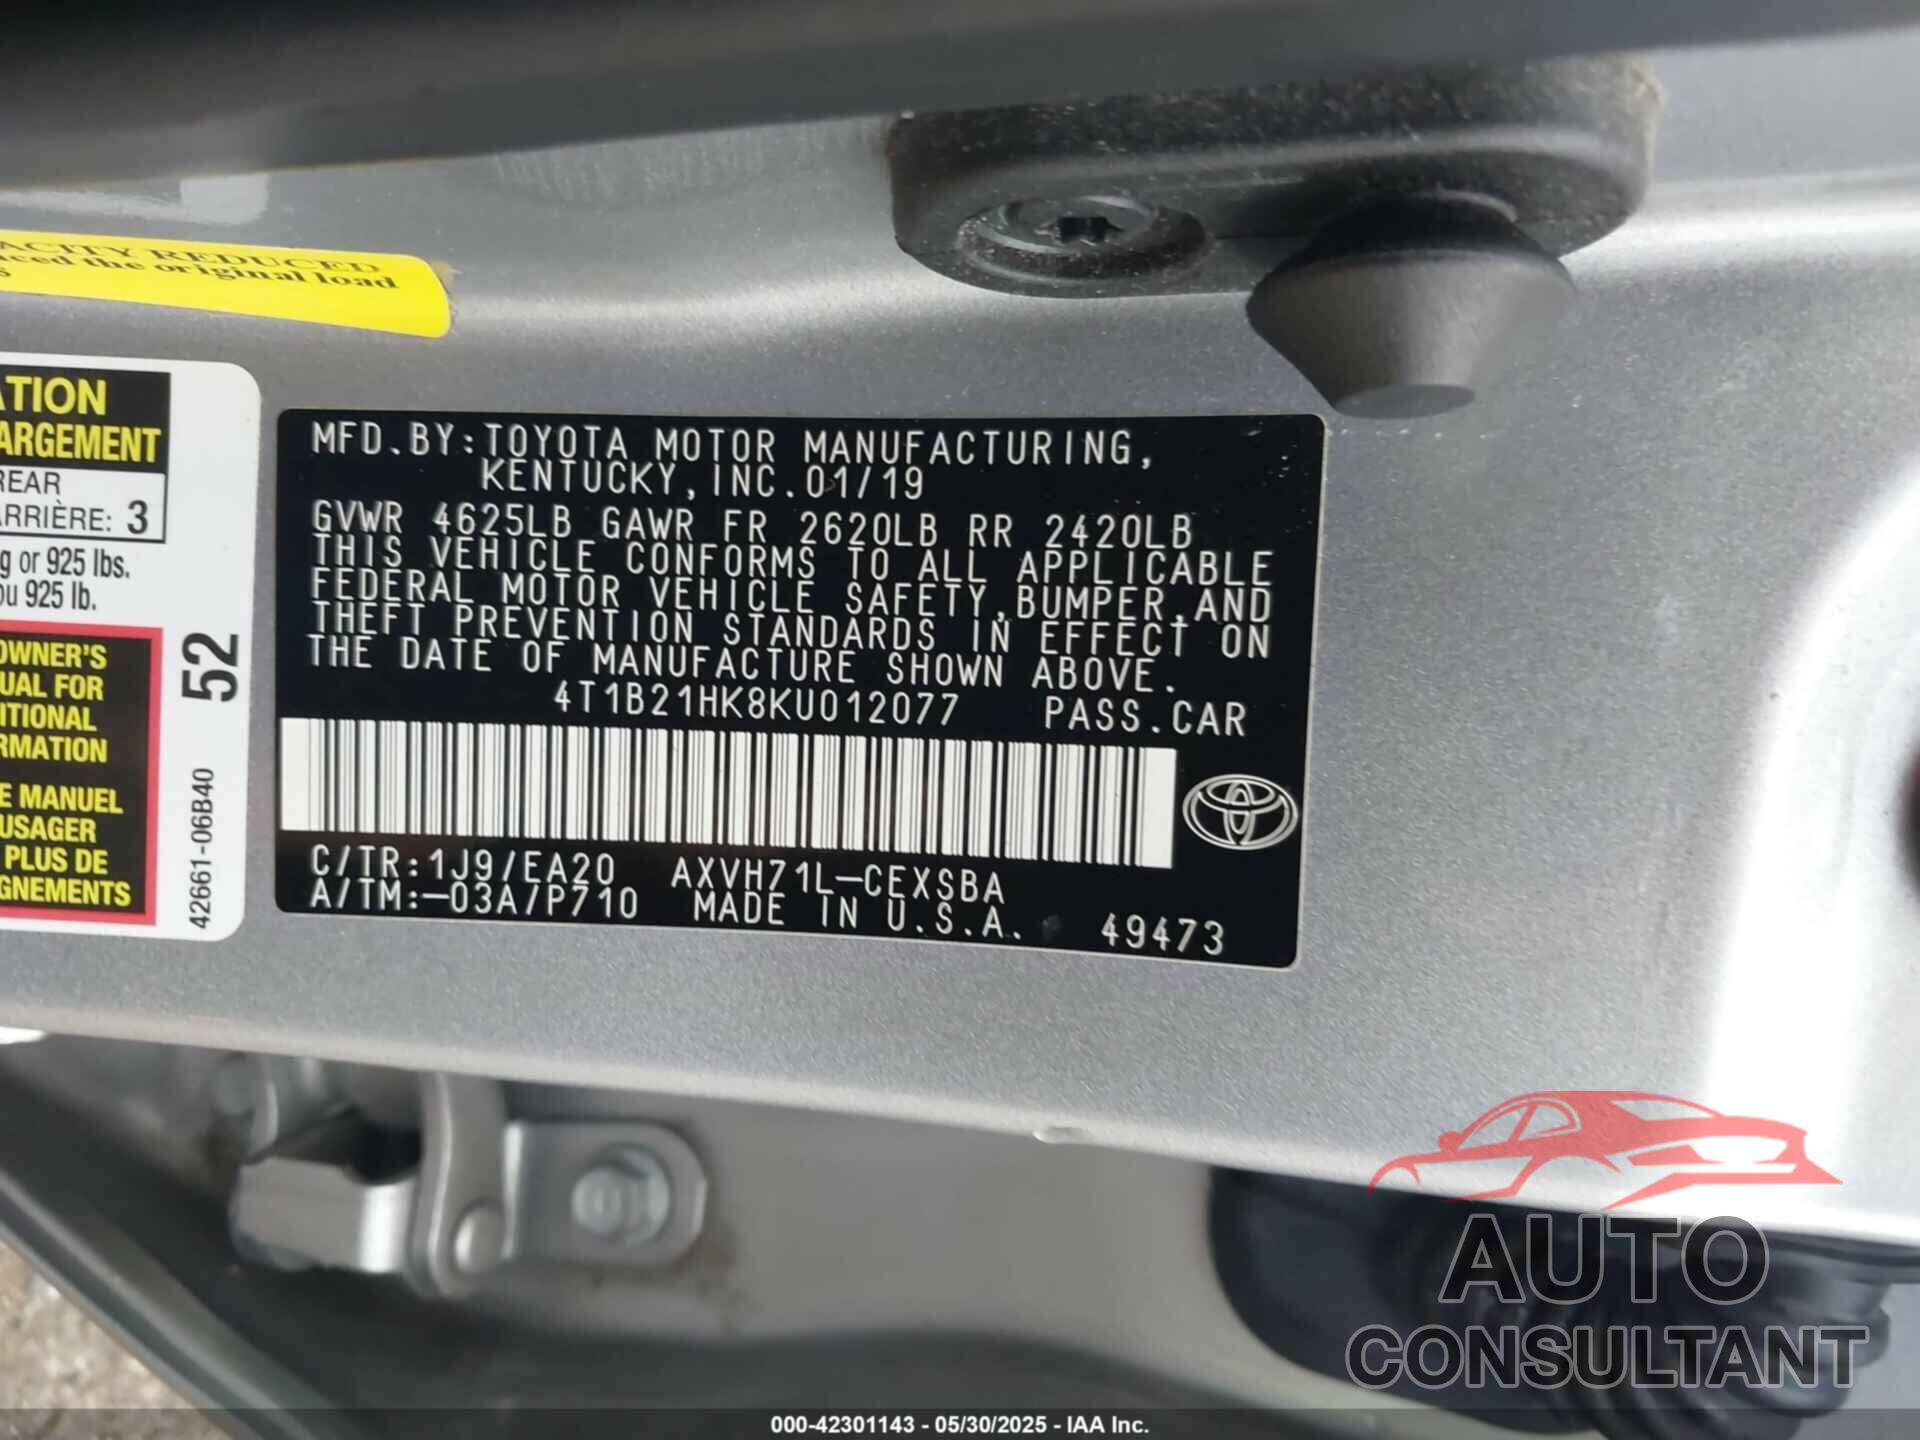 ACITY REDUCED
the original load
ATION
ARGEMENT
REAR
ARRIÈRE: 3
g or 925 lbs.
ou 925 lb.
OWNER'S
UAL FOR
ITIONAL
RMATION
E MANUEL
USAGER
PLUS DE
GNEMENTS
52
42661-06B40
MFD.BY:TOYOTA MOTOR MANUFACTURING,
KENTUCKY,INC.01/19
GVWR 4625LB GAWR FR 2620LB RR 2420LB
THIS VEHICLE CONFORMS TO ALL APPLICABLE
FEDERAL MOTOR VEHICLE SAFETY,BUMPER,AND
THEFT PREVENTION STANDARDS IN EFFECT ON
THE DATE OF MANUFACTURE SHOWN ABOVE.
4T1B21HK8KU012077 PASS.CAR
C/TR:1J9/EA20 AXVH71L-CEXSBA
A/TM:-03A/P710 MADE IN U.S.A. 49473
AUTO
CONSULTANT
000-42301143 - 05/30/2025 - IAA Inc.